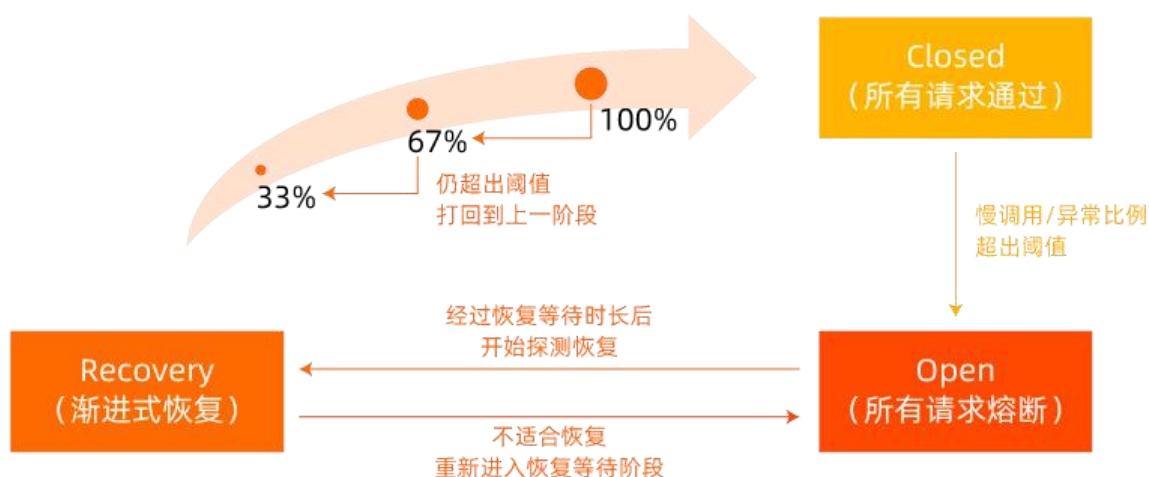 Closed
（所有请求通过）
100%
67%
33%
仍超出阈值
打回到上一阶段
慢调用/异常比例
超出阈值
经过恢复等待时长后
开始探测恢复
Recovery
（渐进式恢复）
Open
（所有请求熔断）
不适合恢复
重新进入恢复等待阶段